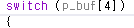 switch (p_buf[4])
{